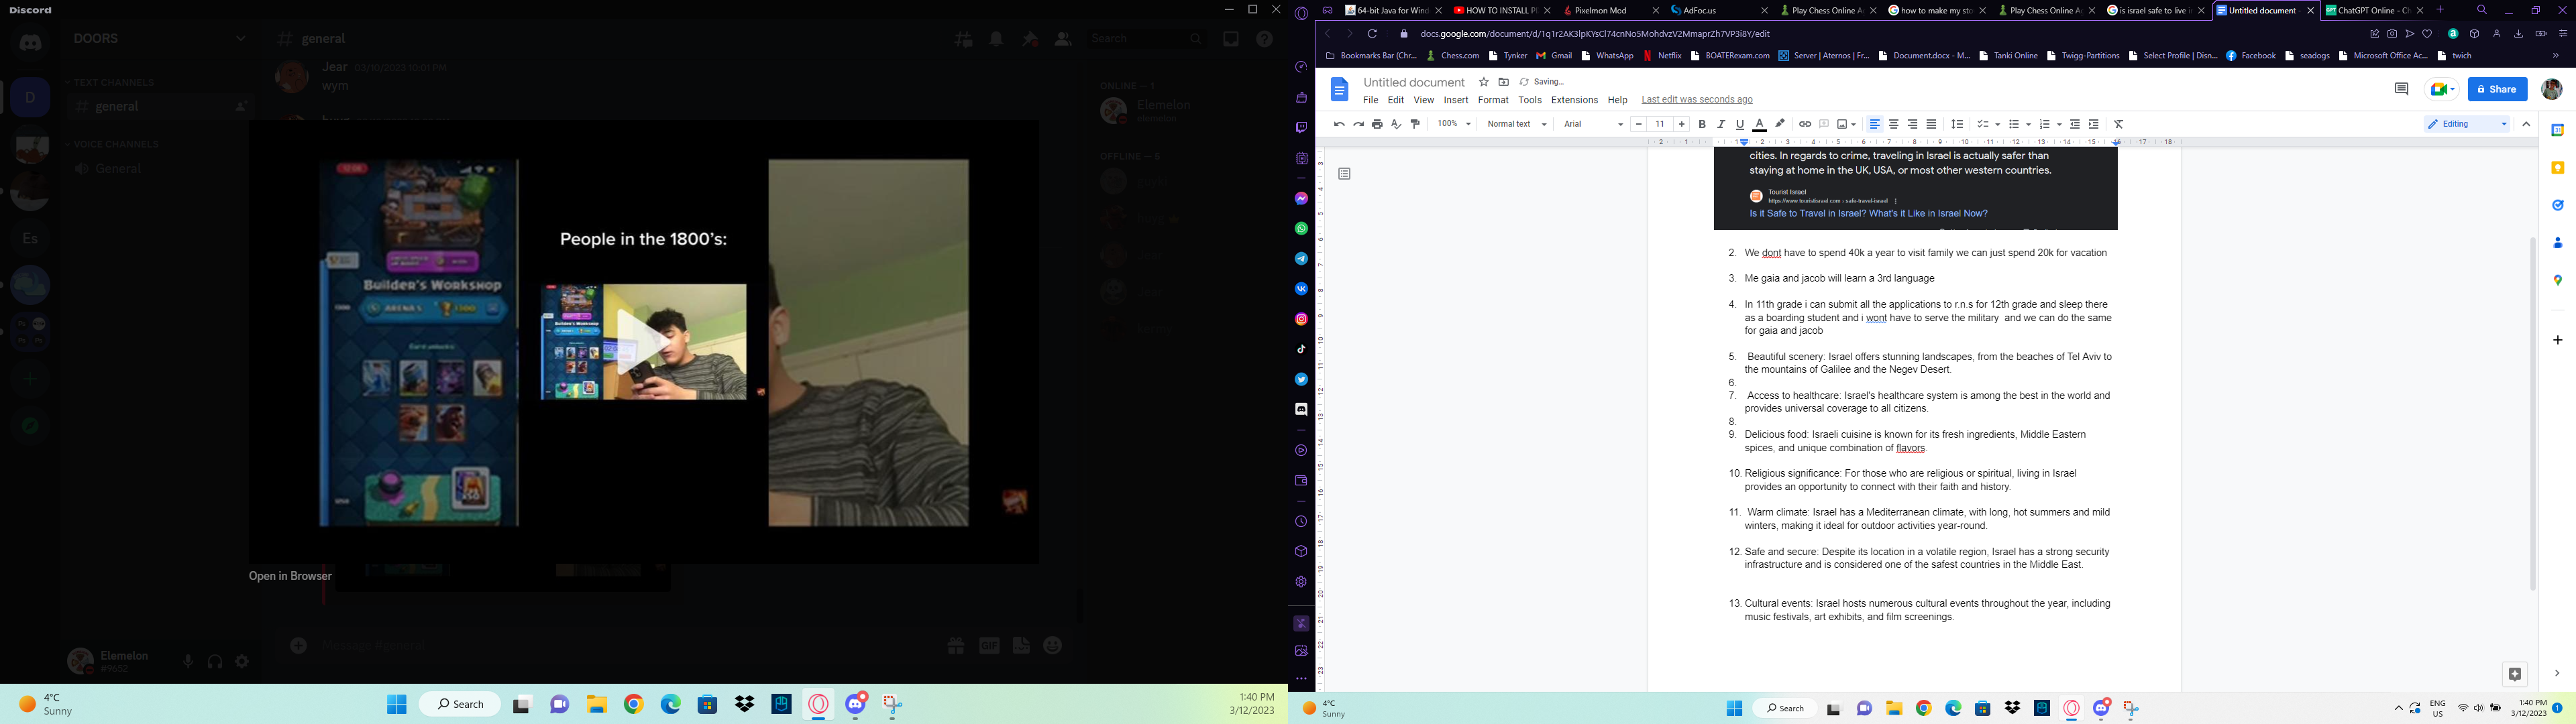 Discord
DOORS
# general
Search
TEXT CHANNELS
# general
VOICE CHANNELS
General
D
Es
Jear 03/10/2023 10:01 PM
wym
ONLINE — 1
Elemelon
elemelon
OFFLINE — 5
Builder's Workshop
People in the 1800's:
Open in Browser
Message #general
GIF
Elemelon
#9652
4°C
Sunny
Search
1:40 PM
3/12/2023
64-bit Java for Wind
HOW TO INSTALL PI
Pixelmon Mod
AdFoc.us
Play Chess Online A
how to make my sto
Play Chess Online A
is israel safe to live i
Untitled document -
ChatGPT Online - Ch
docs.google.com/document/d/1q1r2AK3lpKYsCl74cnNo5MohdvzV2MmaprZh7VP3i8Y/edit
Bookmarks Bar (Chr...
Chess.com
Tynker
Gmail
WhatsApp
Netflix
BOATERexam.com
Server | Aternos | Fr...
Document.docx - M...
Tanki Online
Twigg-Partitions
Select Profile | Disn...
Facebook
seadogs
Microsoft Office Ac...
twich
Untitled document
Saving...
File Edit View Insert Format Tools Extensions Help Last edit was seconds ago
Share
100% Normal text Arial 11 Editing
cities. In regards to crime, traveling in Israel is actually safer than
staying at home in the UK, USA, or most other western countries.
Tourist Israel
https://www.touristisrael.com › safe-travel-israel
Is it Safe to Travel in Israel? What's it Like in Israel Now?
2. We dont have to spend 40k a year to visit family we can just spend 20k for vacation
3. Me gaia and jacob will learn a 3rd language
4. In 11th grade i can submit all the applications to r.n.s for 12th grade and sleep there
as a boarding student and i wont have to serve the military and we can do the same
for gaia and jacob
5. Beautiful scenery: Israel offers stunning landscapes, from the beaches of Tel Aviv to
the mountains of Galilee and the Negev Desert.
6.
7. Access to healthcare: Israel's healthcare system is among the best in the world and
provides universal coverage to all citizens.
8.
9. Delicious food: Israeli cuisine is known for its fresh ingredients, Middle Eastern
spices, and unique combination of flavors.
10. Religious significance: For those who are religious or spiritual, living in Israel
provides an opportunity to connect with their faith and history.
11. Warm climate: Israel has a Mediterranean climate, with long, hot summers and mild
winters, making it ideal for outdoor activities year-round.
12. Safe and secure: Despite its location in a volatile region, Israel has a strong security
infrastructure and is considered one of the safest countries in the Middle East.
13. Cultural events: Israel hosts numerous cultural events throughout the year, including
music festivals, art exhibits, and film screenings.
4°C
Sunny
Search
ENG
US
1:40 PM
3/12/2023